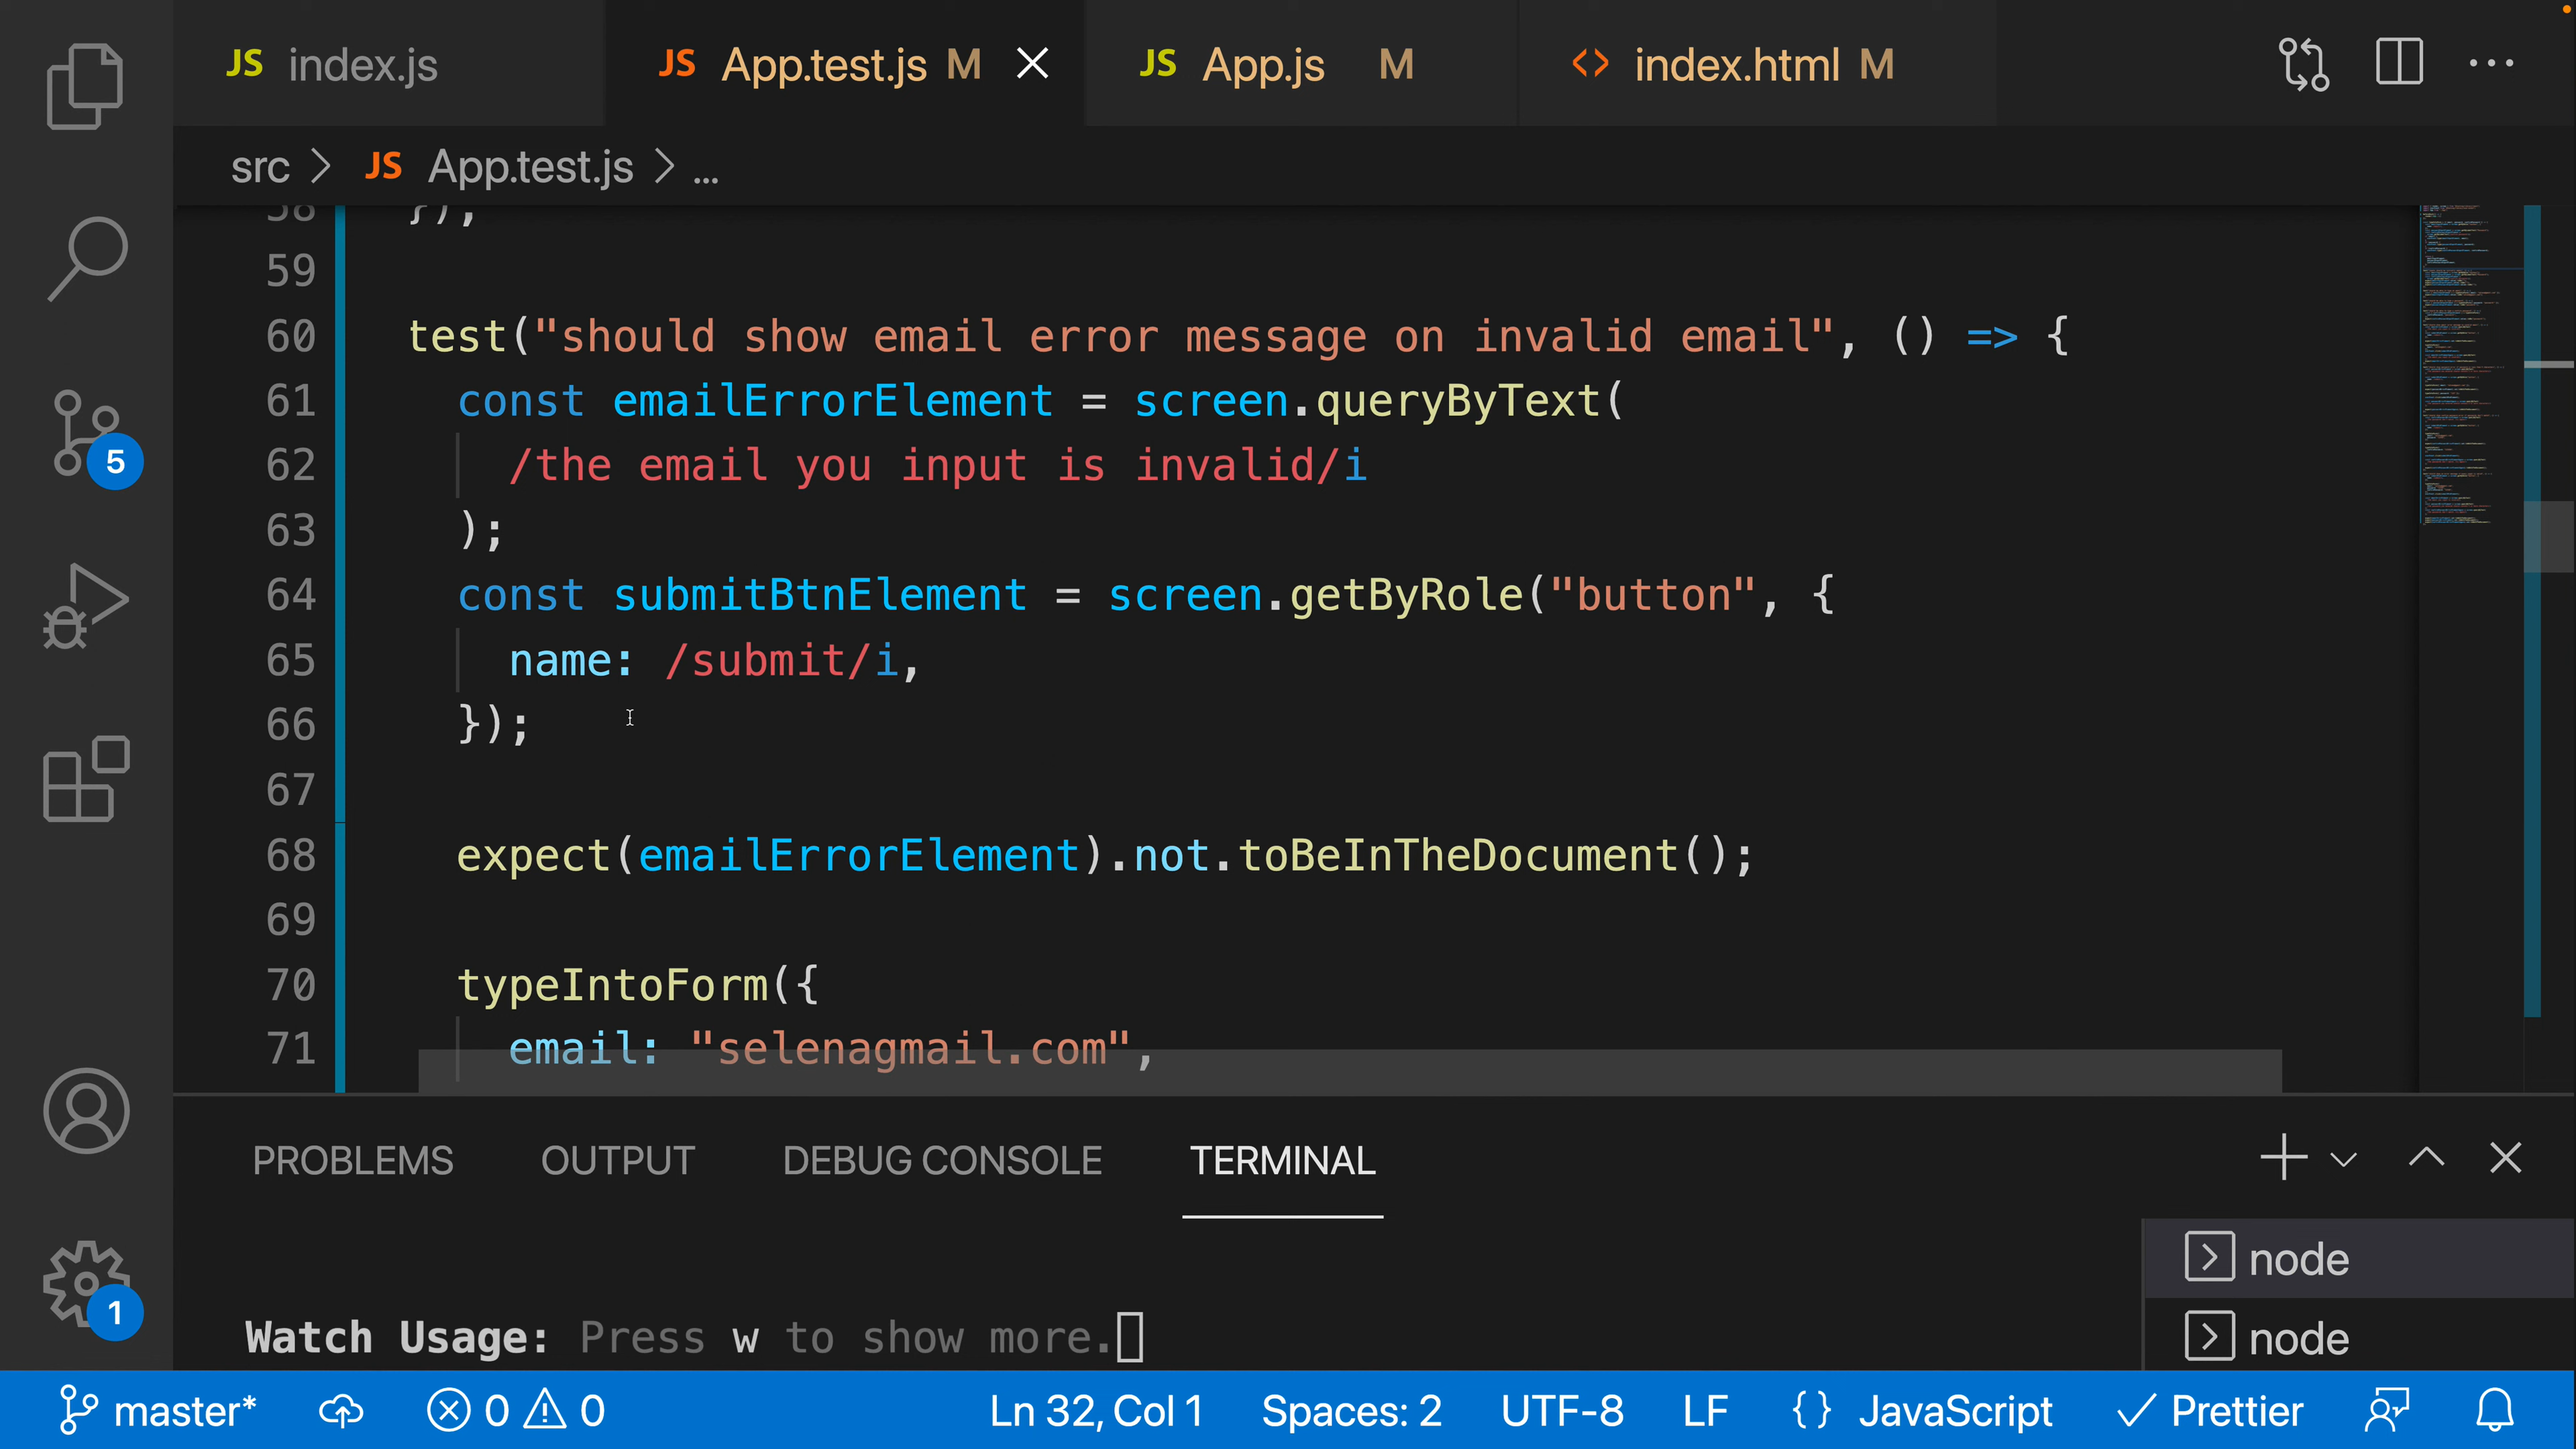 JS index.js
JS App.test.js M
JS App.js M
<> index.html M
src > JS App.test.js > ...
58 });
59
60 test("should show email error message on invalid email", () => {
61 const emailErrorElement = screen.queryByText(
62 /the email you input is invalid/i
63 );
64 const submitBtnElement = screen.getByRole("button", {
65 name: /submit/i,
66 });
67
68 expect(emailErrorElement).not.toBeInTheDocument();
69
70 typeIntoForm({
71 email: "selenagmail.com",
5
1
PROBLEMS OUTPUT DEBUG CONSOLE TERMINAL
Watch Usage: Press w to show more.
node
node
master* 0 0 Ln 32, Col 1 Spaces: 2 UTF-8 LF {} JavaScript Prettier